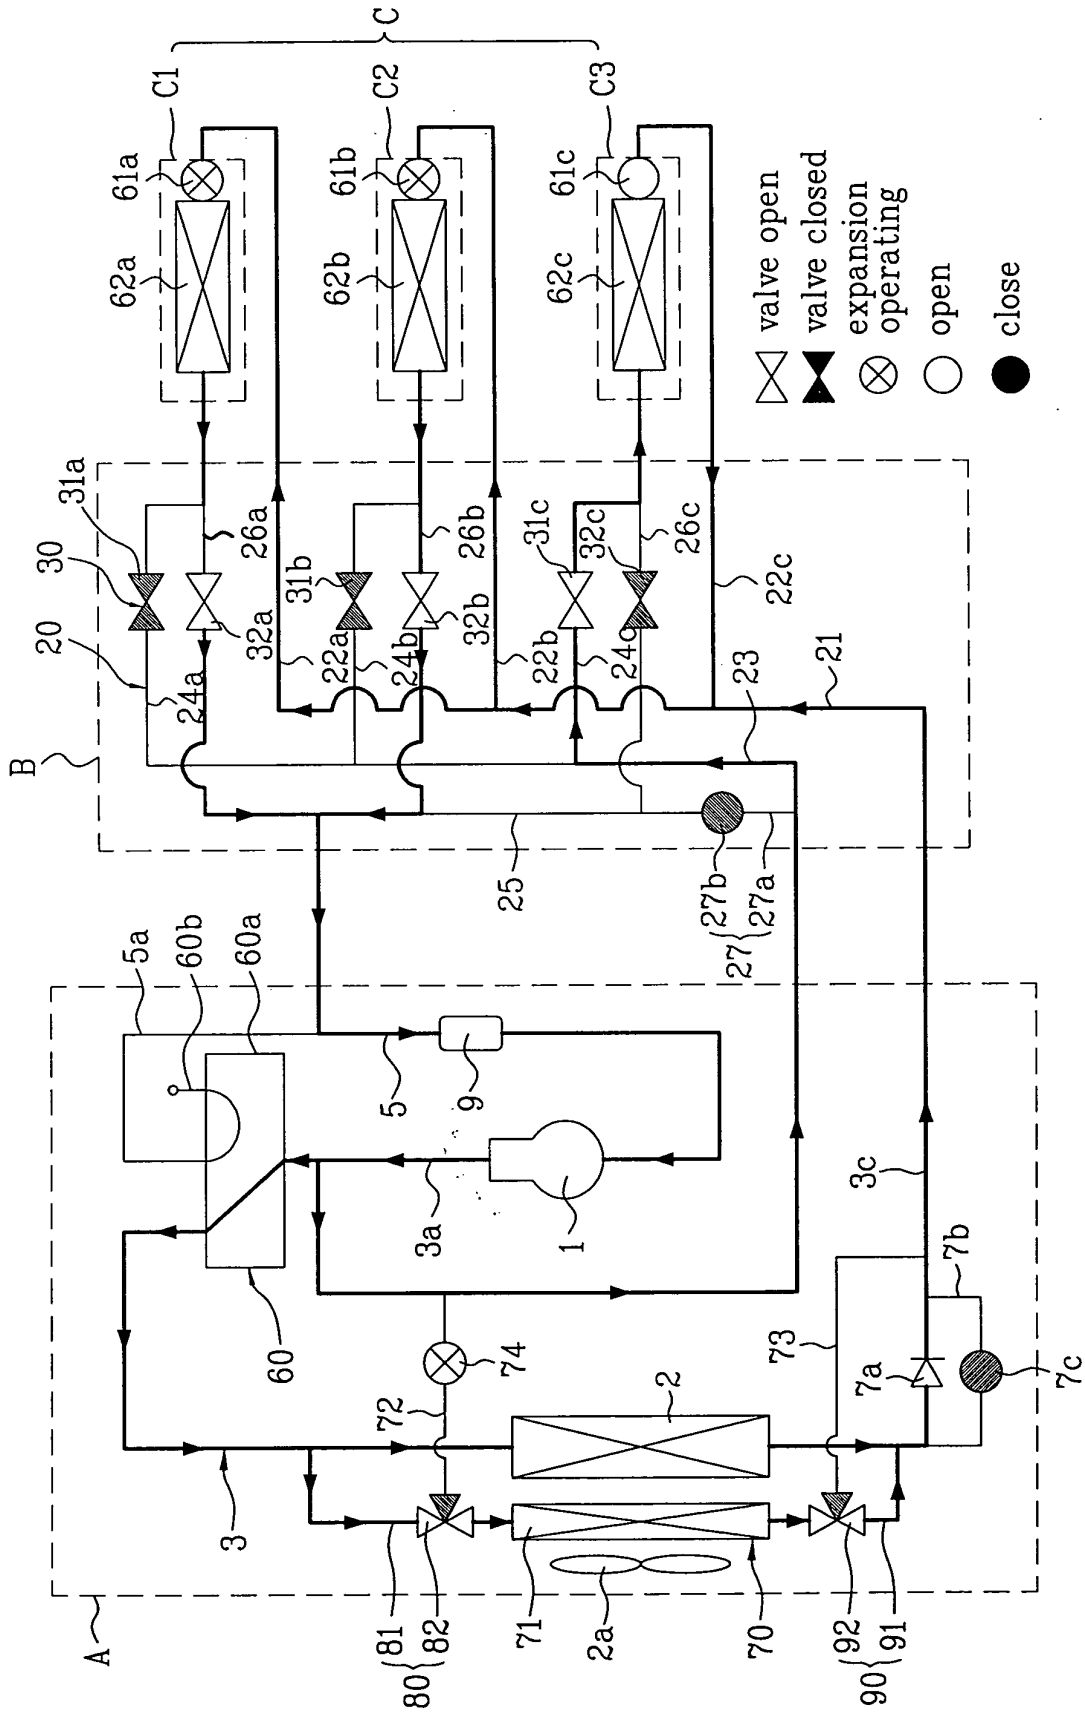 C
C1
C2
C3
61a
62a
61b
62b
61c
62c
valve open
valve closed
expansion
operating
open
close
31a
30
20
24a
26a
32a
22a
31b
24b
26b
32b
22b
31c
32c
24c
26c
22c
21
23
B
25
27b
27a
27
5a
60b
60a
5
9
3a
1
60
3c
7b
7a
7c
73
74
72
2
3
81
82
80
71
2a
70
92
91
90
A